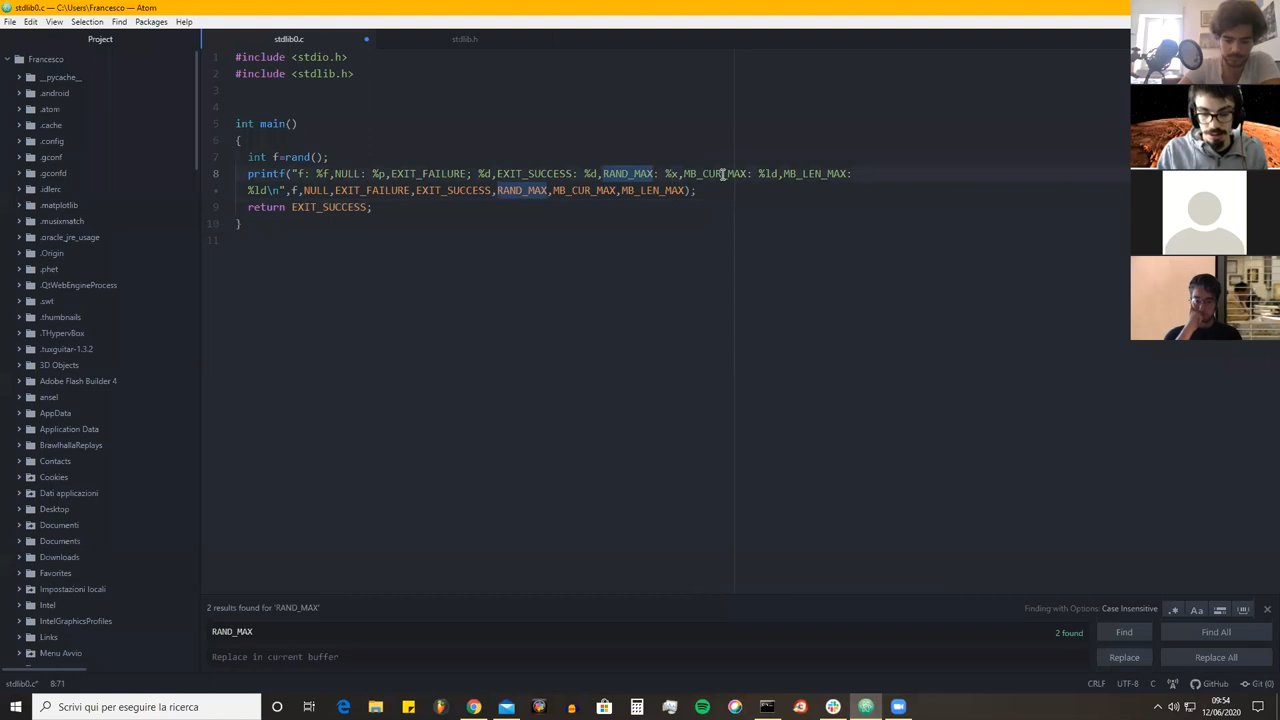 stdlib0.c — C:\Users\Francesco — Atom
File Edit View Selection Find Packages Help
Project
stdlib0.c
stdlib.h
Francesco
__pycache__
.android
.atom
.cache
.config
.gconf
.gconfd
.idlerc
.matplotlib
.musixmatch
.oracle_jre_usage
.Origin
.phet
.QtWebEngineProcess
.swt
.thumbnails
.THypervBox
.tuxguitar-1.3.2
3D Objects
Adobe Flash Builder 4
ansel
AppData
Application Data
BrawlhallaReplays
Contacts
Cookies
Dati applicazioni
Desktop
Documenti
Documents
Downloads
Favorites
Impostazioni locali
Intel
IntelGraphicsProfiles
Links
Menu Avvio
1 #include <stdio.h>
2 #include <stdlib.h>
3
4
5 int main()
6 {
7 int f=rand();
8 printf("f: %f,NULL: %p,EXIT_FAILURE; %d,EXIT_SUCCESS: %d,RAND_MAX: %x,MB_CUR_MAX: %ld,MB_LEN_MAX:
• %ld\n",f,NULL,EXIT_FAILURE,EXIT_SUCCESS,RAND_MAX,MB_CUR_MAX,MB_LEN_MAX);
9 return EXIT_SUCCESS;
10 }
11
2 results found for 'RAND_MAX'
Finding with Options: Case Insensitive
.* Aa
RAND_MAX
2 found
Find
Find All
Replace in current buffer
Replace
Replace All
stdlib0.c* 8:71
CRLF UTF-8 C GitHub Git (0)
Scrivi qui per eseguire la ricerca
09:54
12/06/2020